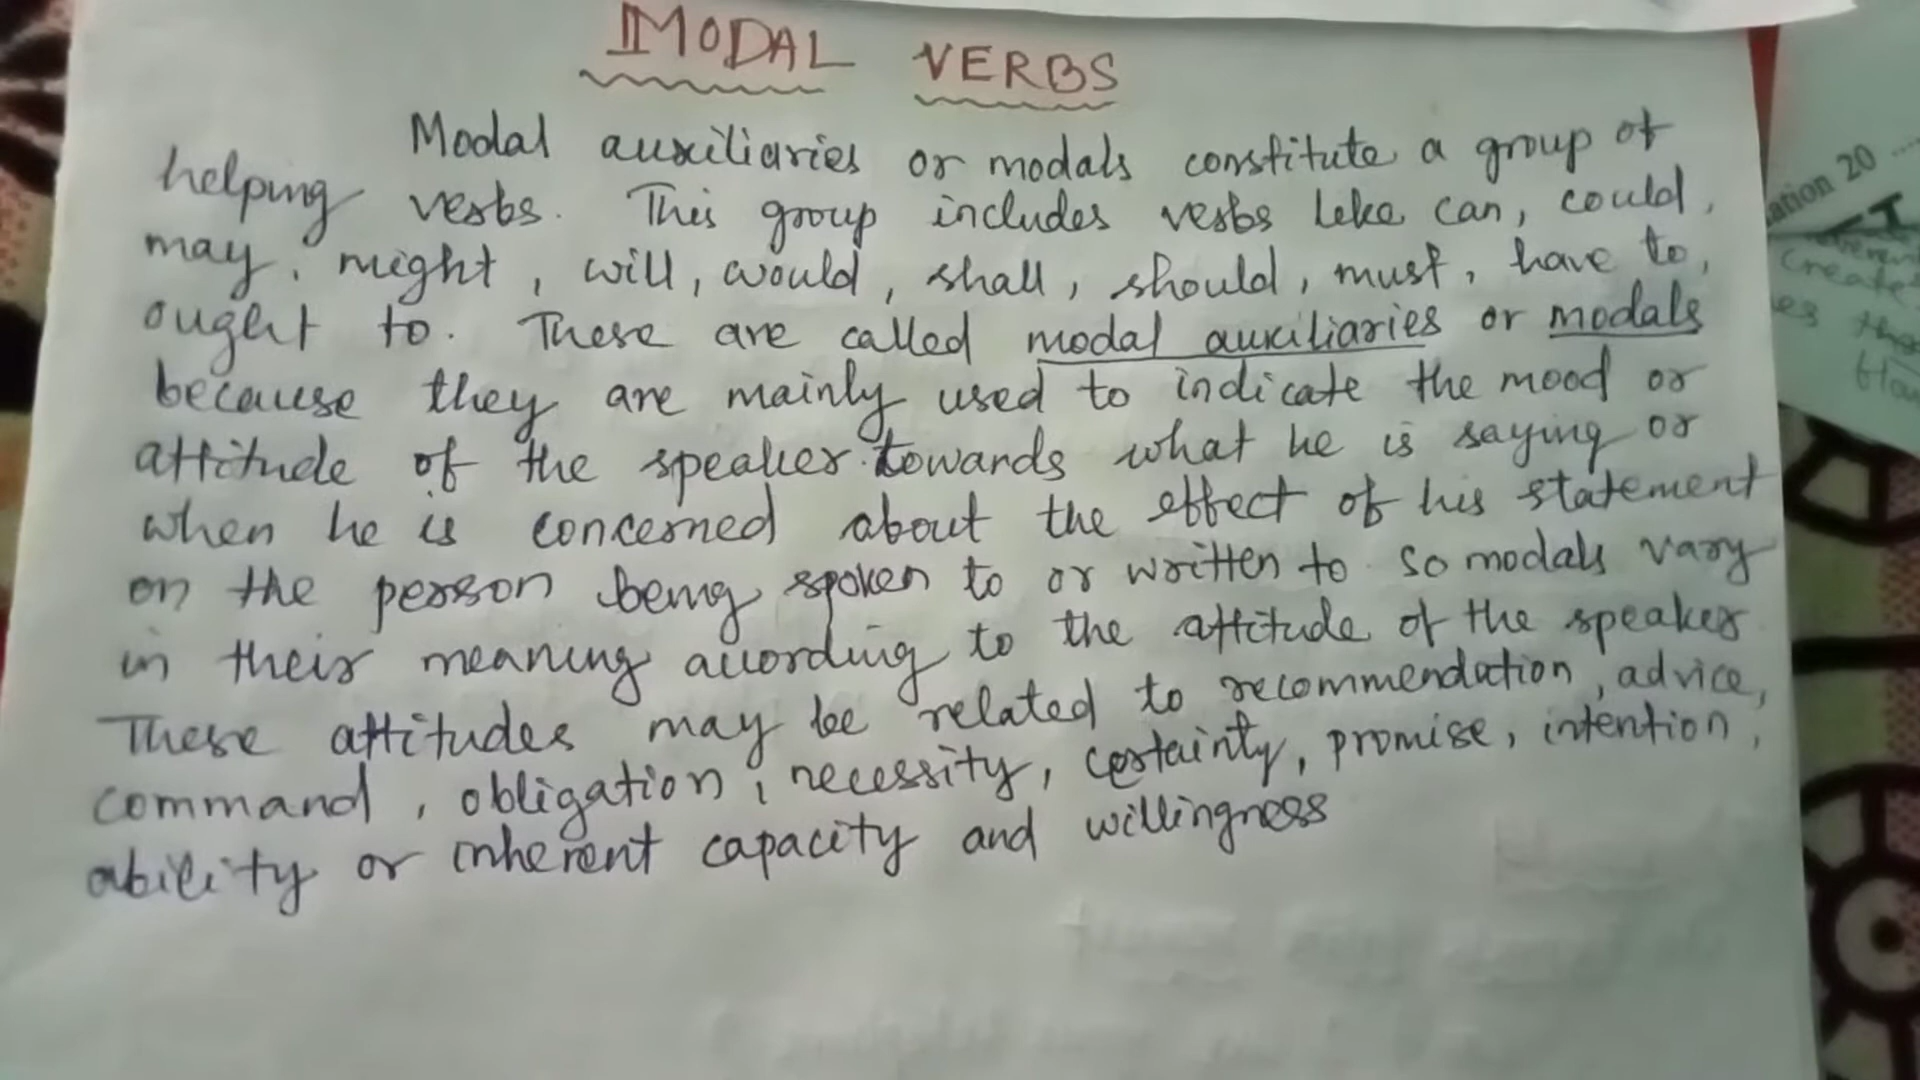 MODAL VERBS
Modal auxiliaries or modals constitute a group of
helping verbs. This group includes verbs like can, could,
may, might, will, would, shall, should, must, have to,
ought to. These are called modal auxiliaries or modals
because they are mainly used to indicate the mood or
attitude of the speaker towards what he is saying or
when he is concerned about the effect of his statement
on the person being spoken to or written to. So modals vary
in their meaning according to the attitude of the speaker.
These attitudes may be related to recommendation, advice,
command, obligation, necessity, certainty, promise, intention,
ability or inherent capacity and willingness
ation 20 ....
create